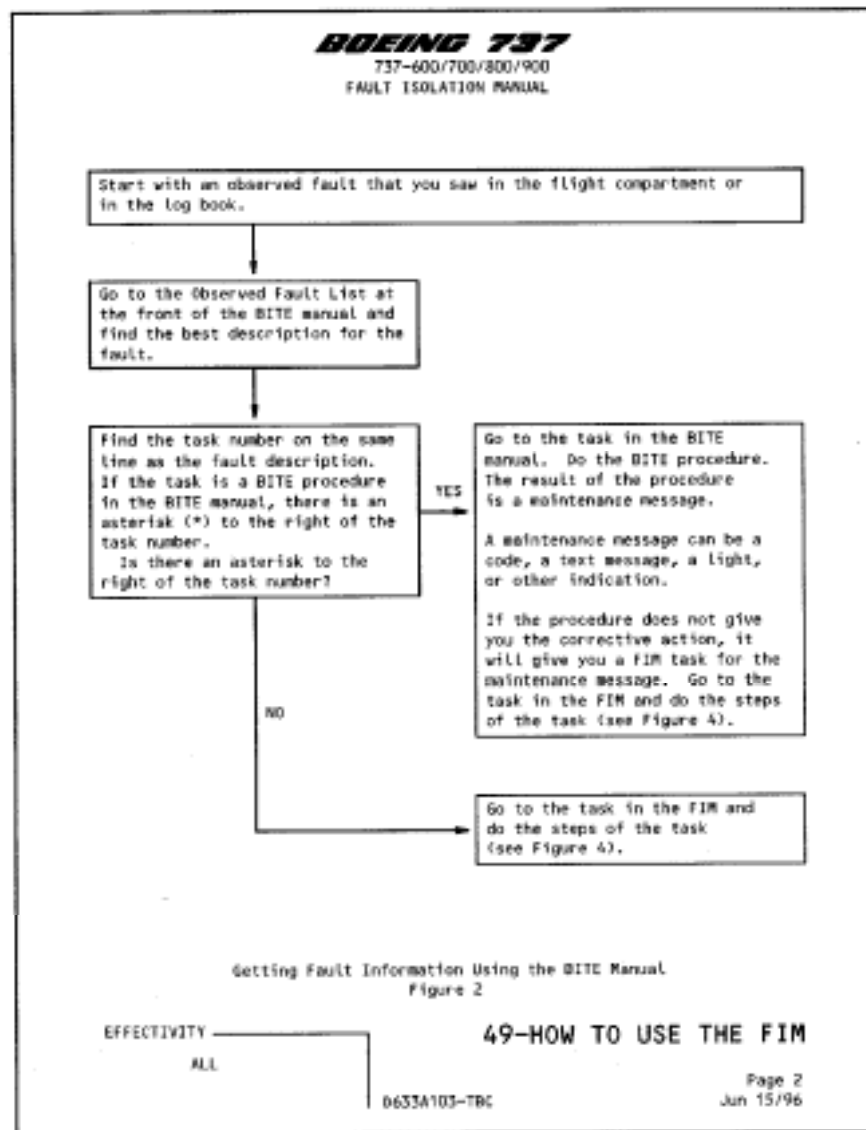 BOEING 737
737-600/700/800/900
FAULT ISOLATION MANUAL
Start with an observed fault that you saw in the flight compartment or
in the log book.
Go to the Observed Fault List at
the front of the BITE manual and
find the best description for the
fault.
Find the task number on the same
line as the fault description.
If the task is a BITE procedure
in the BITE manual, there is an
asterisk (*) to the right of the
task number.
Is there an asterisk to the
right of the task number?
YES
Go to the task in the BITE
manual. Do the BITE procedure.
The result of the procedure
is a maintenance message.
A maintenance message can be a
code, a text message, a light,
or other indication.
If the procedure does not give
you the corrective action, it
will give you a FIM task for the
maintenance message. Go to the
task in the FIM and do the steps
of the task (see Figure 4).
NO
Go to the task in the FIM and
do the steps of the task
(see Figure 4).
Getting Fault Information Using the BITE Manual
Figure 2
EFFECTIVITY
ALL
49-HOW TO USE THE FIM
D633A103-TBC
Page 2
Jun 15/96